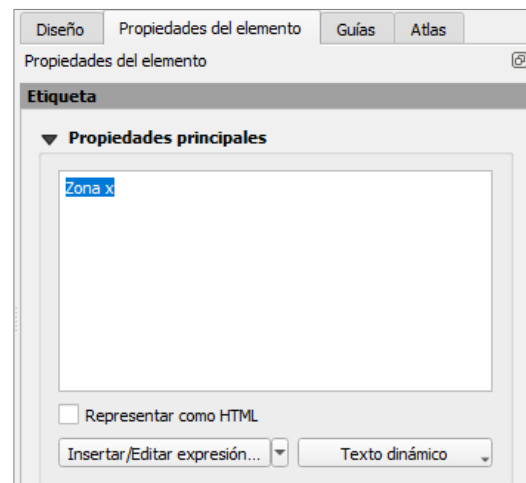 Diseño Propiedades del elemento Guías Atlas
Propiedades del elemento
Etiqueta
Propiedades principales
Zona x
Representar como HTML
Insertar/Editar expresión... Texto dinámico